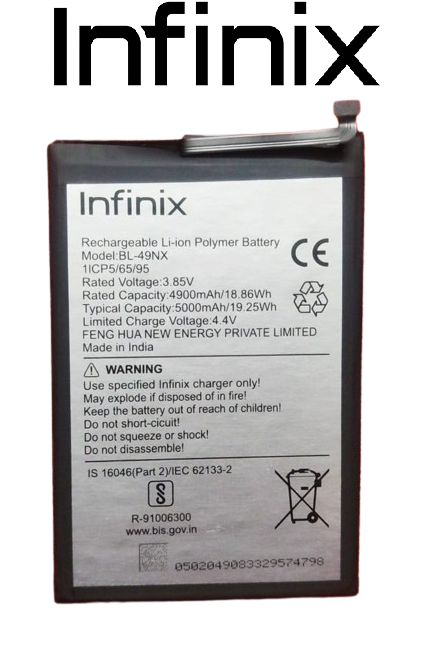 Infinix
Infinix
Rechargeable Li-ion Polymer Battery
Model:BL-49NX
1ICP5/65/95
Rated Voltage:3.85V
Rated Capacity:4900mAh/18.86Wh
Typical Capacity:5000mAh/19.25Wh
Limited Charge Voltage:4.4V
FENG HUA NEW ENERGY PRIVATE LIMITED
Made in India
CE
WARNING
Use specified Infinix charger only!
May explode if disposed of in fire!
Keep the battery out of reach of children!
Do not short-cicuit!
Do not squeeze or shock!
Do not disassemble!
IS 16046(Part 2)/IEC 62133-2
R-91006300
www.bis.gov.in
0502049083329574798